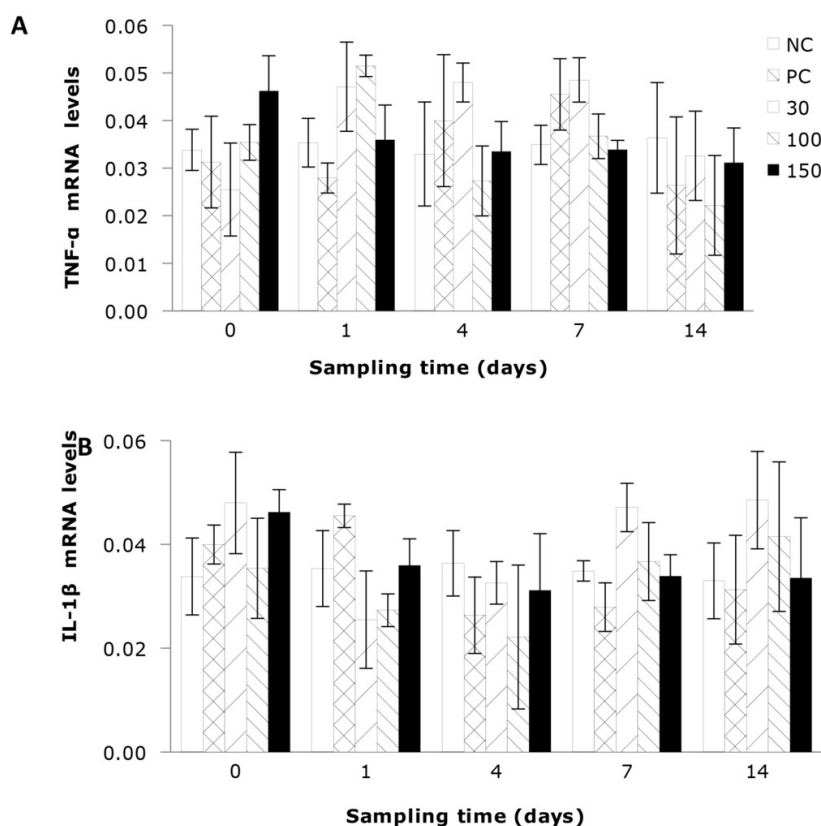 A
0.06
0.05
0.04
0.03
0.02
0.01
0.00
TNF-α mRNA levels
0 1 4 7 14
Sampling time (days)
NC
PC
30
100
150
B
0.06
0.04
0.02
0.00
IL-1β mRNA levels
0 1 4 7 14
Sampling time (days)